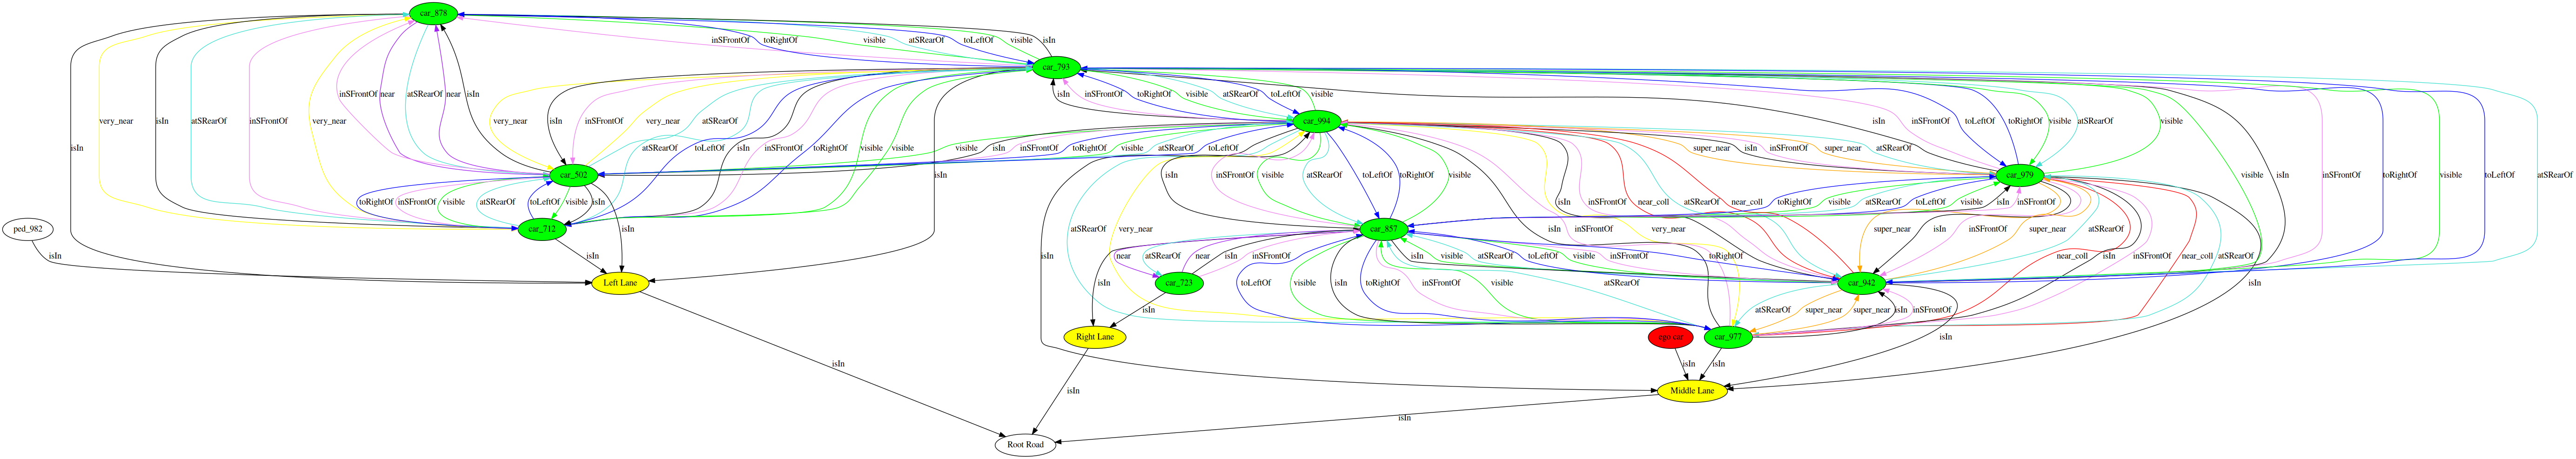 car_878
inSFrontOf visible atSRearOf toRightOf toLeftOf visible isIn
car_793
very_near isIn atSRearOf inSFrontOf very_near inSFrontOf near atSRearOf near isIn
isIn inSFrontOf toRightOf visible atSRearOf toLeftOf visible
car_994
very_near isIn inSFrontOf very_near atSRearOf
isIn inSFrontOf toLeftOf visible atSRearOf visible
isIn atSRearOf toLeftOf isIn inSFrontOf toRightOf visible visible
visible isIn inSFrontOf toRightOf visible atSRearOf toLeftOf
super_near isIn inSFrontOf super_near atSRearOf
isIn isIn
car_502
isIn inSFrontOf visible atSRearOf toLeftOf toRightOf visible
isIn inSFrontOf near_coll atSRearOf near_coll
car_979
visible isIn inSFrontOf toRightOf visible toLeftOf atSRearOf
toRightOf inSFrontOf visible atSRearOf toLeftOf visible isIn
toRightOf visible atSRearOf toLeftOf visible isIn inSFrontOf
ped_982
car_712
isIn
atSRearOf very_near isIn inSFrontOf
car_857
super_near isIn inSFrontOf super_near atSRearOf
isIn
isIn
near atSRearOf near isIn inSFrontOf
isIn visible atSRearOf toLeftOf visible inSFrontOf toRightOf
near_coll isIn inSFrontOf near_coll atSRearOf
Left Lane
isIn
car_723
toLeftOf visible isIn toRightOf inSFrontOf visible atSRearOf
car_942
isIn
isIn
atSRearOf super_near super_near isIn inSFrontOf
Right Lane
ego car
car_977
isIn
isIn
isIn
isIn
isIn
Middle Lane
isIn
Root Road